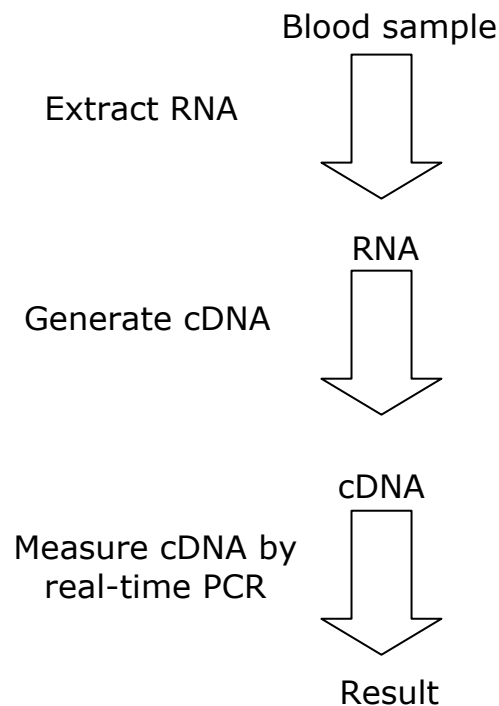 Blood sample
Extract RNA
RNA
Generate cDNA
cDNA
Measure cDNA by
real-time PCR
Result